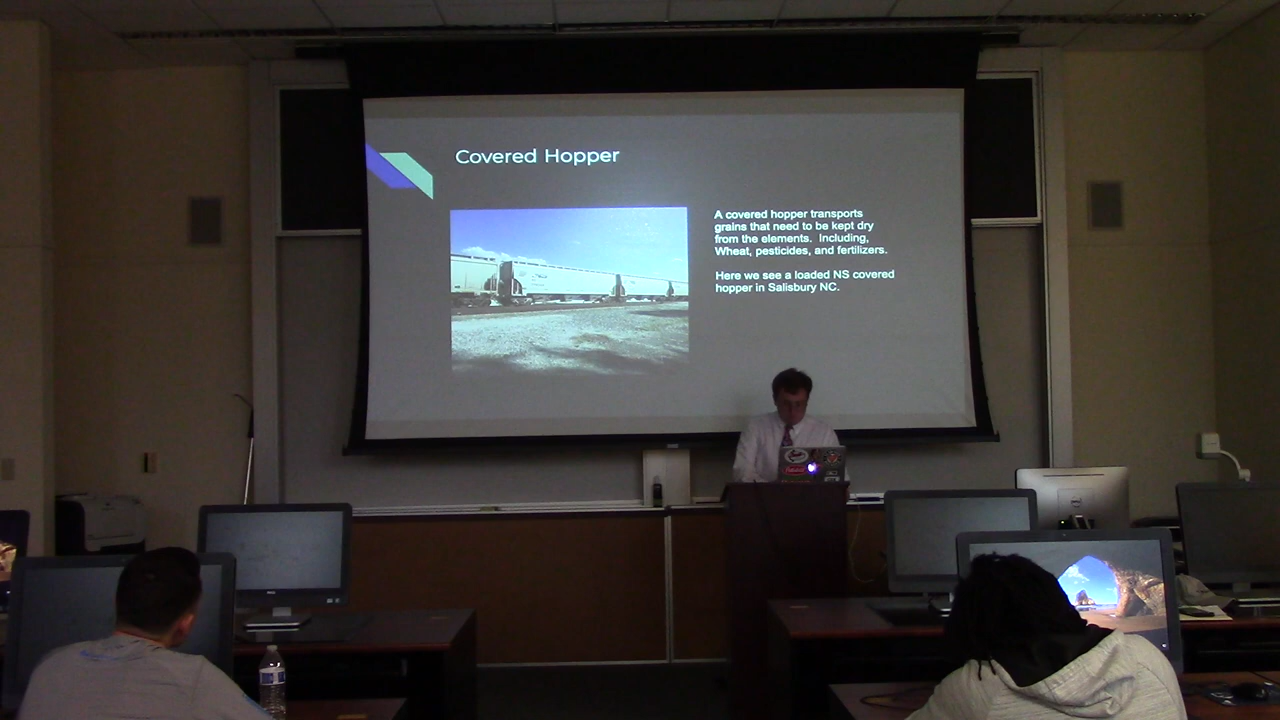 Covered Hopper
A covered hopper transports
grains that need to be kept dry
from the elements.  Including,
Wheat, pesticides, and fertilizers.
Here we see a loaded NS covered
hopper in Salisbury NC.